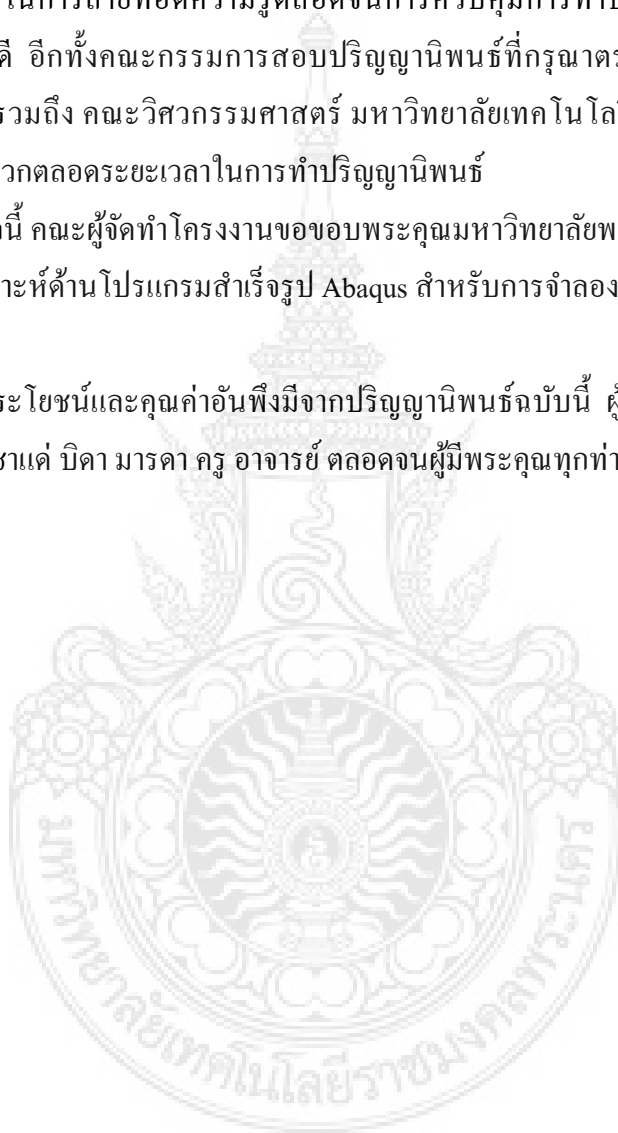 ในการถ่ายทอดความรู้ตลอดจนการควบคุมการทำป
ดี อีกทั้งคณะกรรมการสอบปริญญานิพนธ์ที่กรุณาตร
รวมถึง คณะวิศวกรรมศาสตร์ มหาวิทยาลัยเทคโนโล
วกตลอดระยะเวลาในการทำปริญญานิพนธ์
นี้ คณะผู้จัดทำโครงงานขอขอบพระคุณมหาวิทยาลัยพ
าะห์ด้านโปรแกรมสำเร็จรูป Abaqus สำหรับการจำลอง
ระโยชน์และคุณค่าอันพึงมีจากปริญญานิพนธ์ฉบับนี้ ผู้
ชาแด่ บิดา มารดา ครู อาจารย์ ตลอดจนผู้มีพระคุณทุกท่า
มหาวิทยาลัยเทคโนโลยีราชมงคลพระนคร